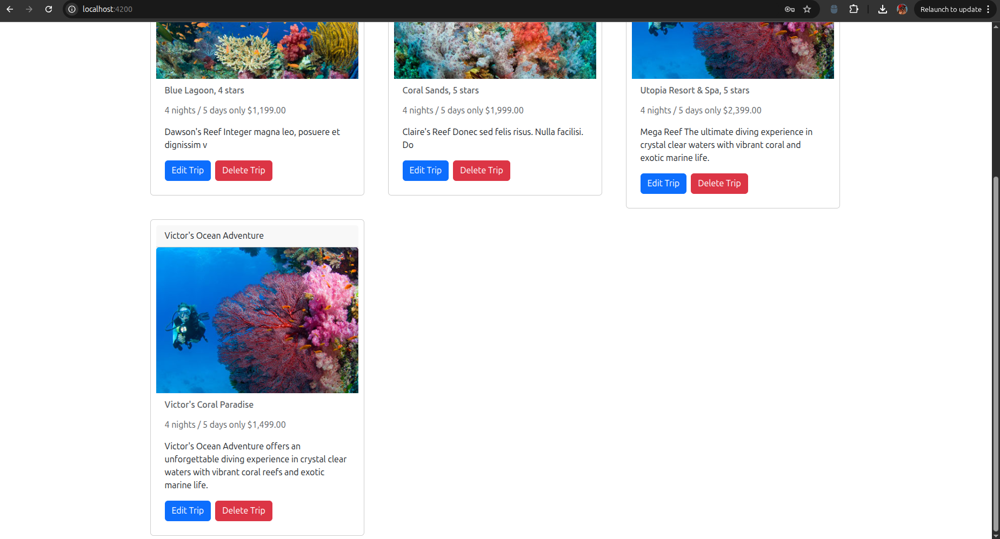 localhost:4200
Relaunch to update
Blue Lagoon, 4 stars
4 nights / 5 days only $1,199.00
Dawson's Reef Integer magna leo, posuere et
dignissim v
Edit Trip
Delete Trip
Coral Sands, 5 stars
4 nights / 5 days only $1,999.00
Claire's Reef Donec sed felis risus. Nulla facilisi.
Do
Edit Trip
Delete Trip
Utopia Resort & Spa, 5 stars
4 nights / 5 days only $2,399.00
Mega Reef The ultimate diving experience in
crystal clear waters with vibrant coral and
exotic marine life.
Edit Trip
Delete Trip
Victor's Ocean Adventure
Victor's Coral Paradise
4 nights / 5 days only $1,499.00
Victor's Ocean Adventure offers an
unforgettable diving experience in crystal clear
waters with vibrant coral reefs and exotic
marine life.
Edit Trip
Delete Trip